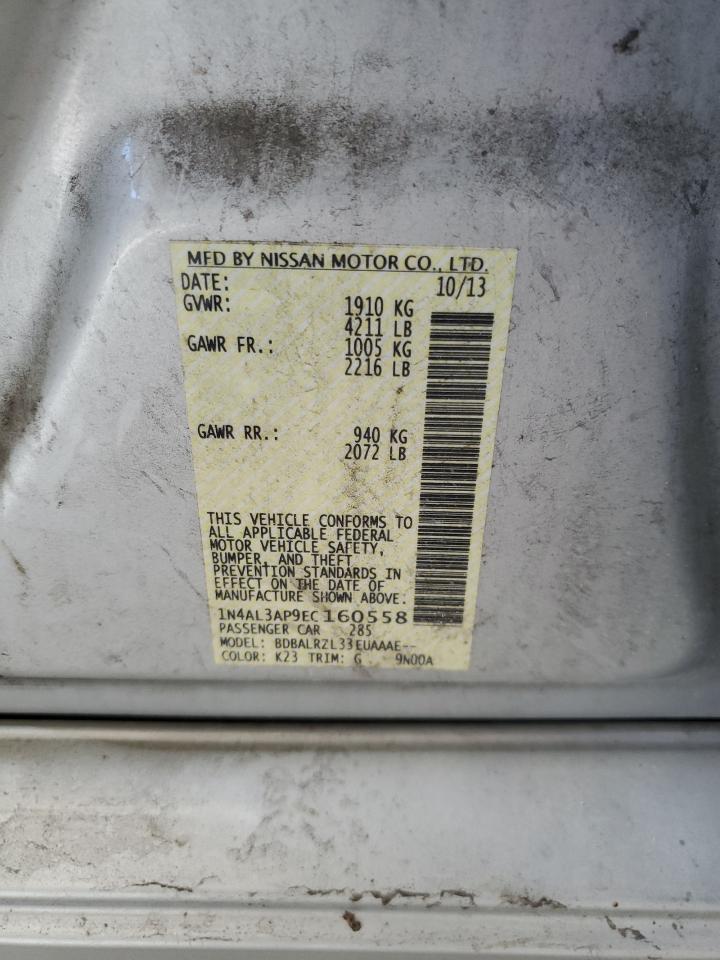 MFD BY NISSAN MOTOR CO., LTD.
DATE: 10/13
GVWR: 1910 KG
4211 LB
GAWR FR.: 1005 KG
2216 LB
GAWR RR.: 940 KG
2072 LB
THIS VEHICLE CONFORMS TO
ALL APPLICABLE FEDERAL
MOTOR VEHICLE SAFETY,
BUMPER, AND THEFT
PREVENTION STANDARDS IN
EFFECT ON THE DATE OF
MANUFACTURE SHOWN ABOVE.
1N4AL3AP9EC160558
PASSENGER CAR 285
MODEL: BDBALRZL33EUAAAE--
COLOR: K23 TRIM: G 9N00A